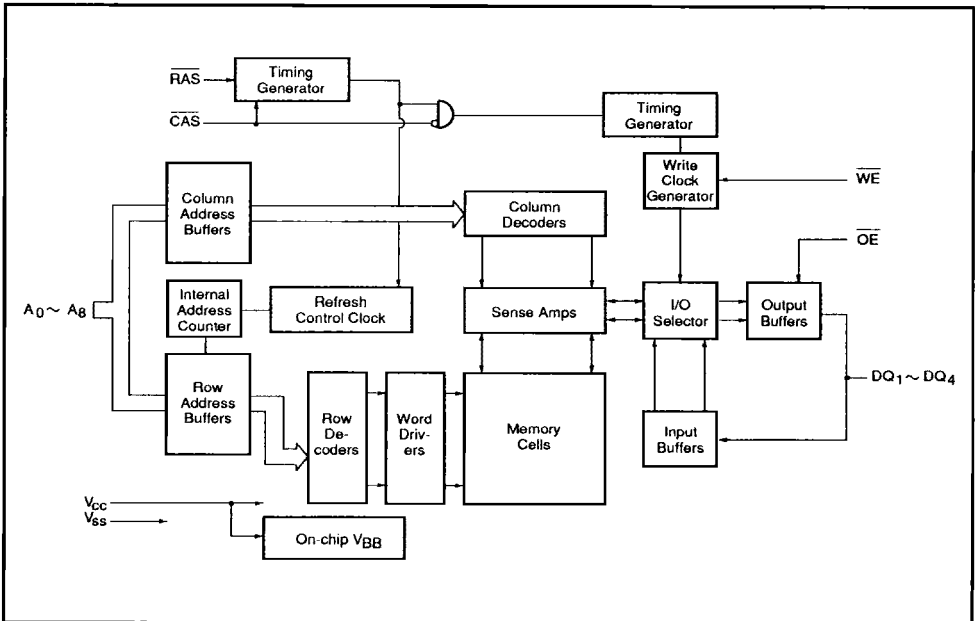 RAS
Timing
Generator
CAS
Timing
Generator
Write
Clock
Generator
WE
Column
Address
Buffers
Column
Decoders
OE
A0~A8
Internal
Address
Counter
Refresh
Control Clock
Sense Amps
I/O
Selector
Output
Buffers
DQ1~DQ4
Row
Address
Buffers
Row
De-
coders
Word
Driv-
ers
Memory
Cells
Input
Buffers
VCC
VSS
On-chip VBB